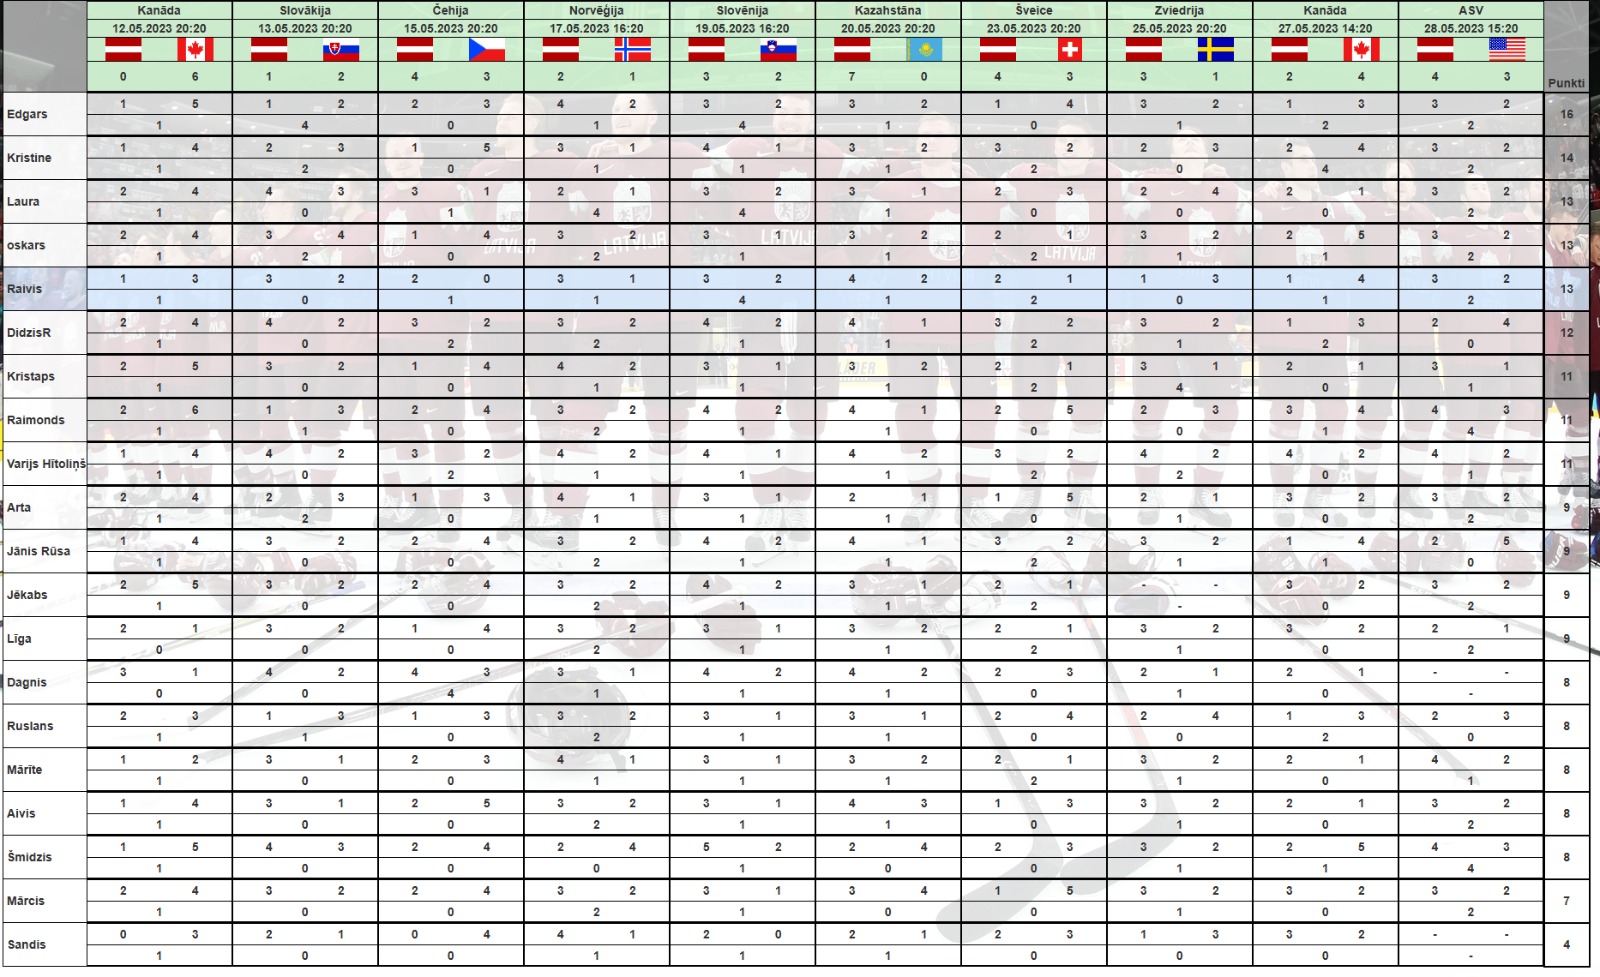 Kanāda Slovākija Čehija Norvēģija Slovēnija Kazahstāna Šveice Zviedrija Kanāda ASV
12.05.2023 20:20 13.05.2023 20:20 15.05.2023 20:20 17.05.2023 16:20 19.05.2023 16:20 20.05.2023 20:20 23.05.2023 20:20 25.05.2023 20:20 27.05.2023 14:20 28.05.2023 15:20
0 6 1 2 4 3 2 1 3 2 7 0 4 3 3 1 2 4 4 3 Punkti
1 5 1 2 2 3 4 2 3 2 3 2 1 4 3 2 1 3 3 2
Edgars 16
1 4 0 1 4 1 0 1 2 2
1 4 2 3 1 5 3 1 4 1 3 2 3 2 2 3 2 4 3 2
Kristine 14
1 2 0 1 1 1 2 0 4 2
2 4 4 3 3 1 2 1 3 2 3 1 2 3 2 4 2 1 3 2
Laura 13
1 0 1 4 4 1 0 0 0 2
2 4 3 4 1 4 3 2 3 1 3 2 2 1 3 2 2 5 3 2
oskars 13
1 2 0 2 1 1 2 1 1 2
1 3 3 2 2 0 3 1 3 2 4 2 2 1 1 3 1 4 3 2
Raivis 13
1 0 1 1 4 1 2 0 1 2
2 4 4 2 3 2 3 2 4 2 4 1 3 2 3 2 1 3 2 4
DidzisR 12
1 0 2 2 1 1 2 1 2 0
2 5 3 2 1 4 4 2 3 1 3 2 2 1 3 1 2 1 3 1
Kristaps 11
1 0 0 1 1 1 2 4 0 1
2 6 1 3 2 4 3 2 4 2 4 1 2 5 2 3 3 4 4 3
Raimonds 11
1 1 0 2 1 1 0 0 1 4
1 4 4 2 3 2 4 2 4 2 4 2 3 2 4 2 4 2 4 2
Varijs Hītoliņš 11
1 0 2 1 1 1 2 2 0 1
2 4 2 3 1 3 4 1 3 1 2 1 1 5 2 1 3 2 3 2
Arta 9
1 2 0 1 1 1 0 1 0 2
1 4 3 2 2 4 3 2 4 2 4 1 3 2 3 2 1 4 2 5
Jānis Rūsa 9
1 0 0 2 1 1 2 1 1 0
2 5 3 2 2 4 3 2 4 2 3 1 2 1 - - 3 2 3 2
Jēkabs 9
1 0 0 2 1 1 2 - 0 2
2 1 3 2 1 4 3 2 3 1 3 2 2 1 3 2 3 2 2 1
Līga 9
0 0 0 2 1 1 2 1 0 2
3 1 4 2 4 3 3 1 4 2 4 2 2 3 2 1 2 1 - -
Dagnis 8
0 0 4 1 1 1 0 1 0 -
2 3 1 3 1 3 3 2 3 1 3 1 2 4 2 4 1 3 2 3
Ruslans 8
1 1 0 2 1 1 0 0 2 0
1 2 3 1 2 3 4 1 3 1 3 2 2 1 3 2 2 1 4 2
Mārīte 8
1 0 0 1 1 1 2 1 0 1
1 4 3 1 2 5 3 2 3 1 4 3 1 3 3 2 2 1 3 2
Aivis 8
1 0 0 2 1 1 0 1 0 2
1 5 4 3 2 4 2 4 5 2 2 4 2 3 3 2 2 5 4 3
Šmidzis 8
1 0 0 0 1 0 0 1 1 4
2 4 3 2 2 4 3 2 3 1 3 4 1 5 3 2 3 2 3 2
Mārcis 7
1 0 0 2 1 0 0 1 0 2
0 3 2 1 0 4 4 1 2 0 2 1 2 3 1 3 3 2 - -
Sandis 4
1 0 0 1 1 1 0 0 0 -